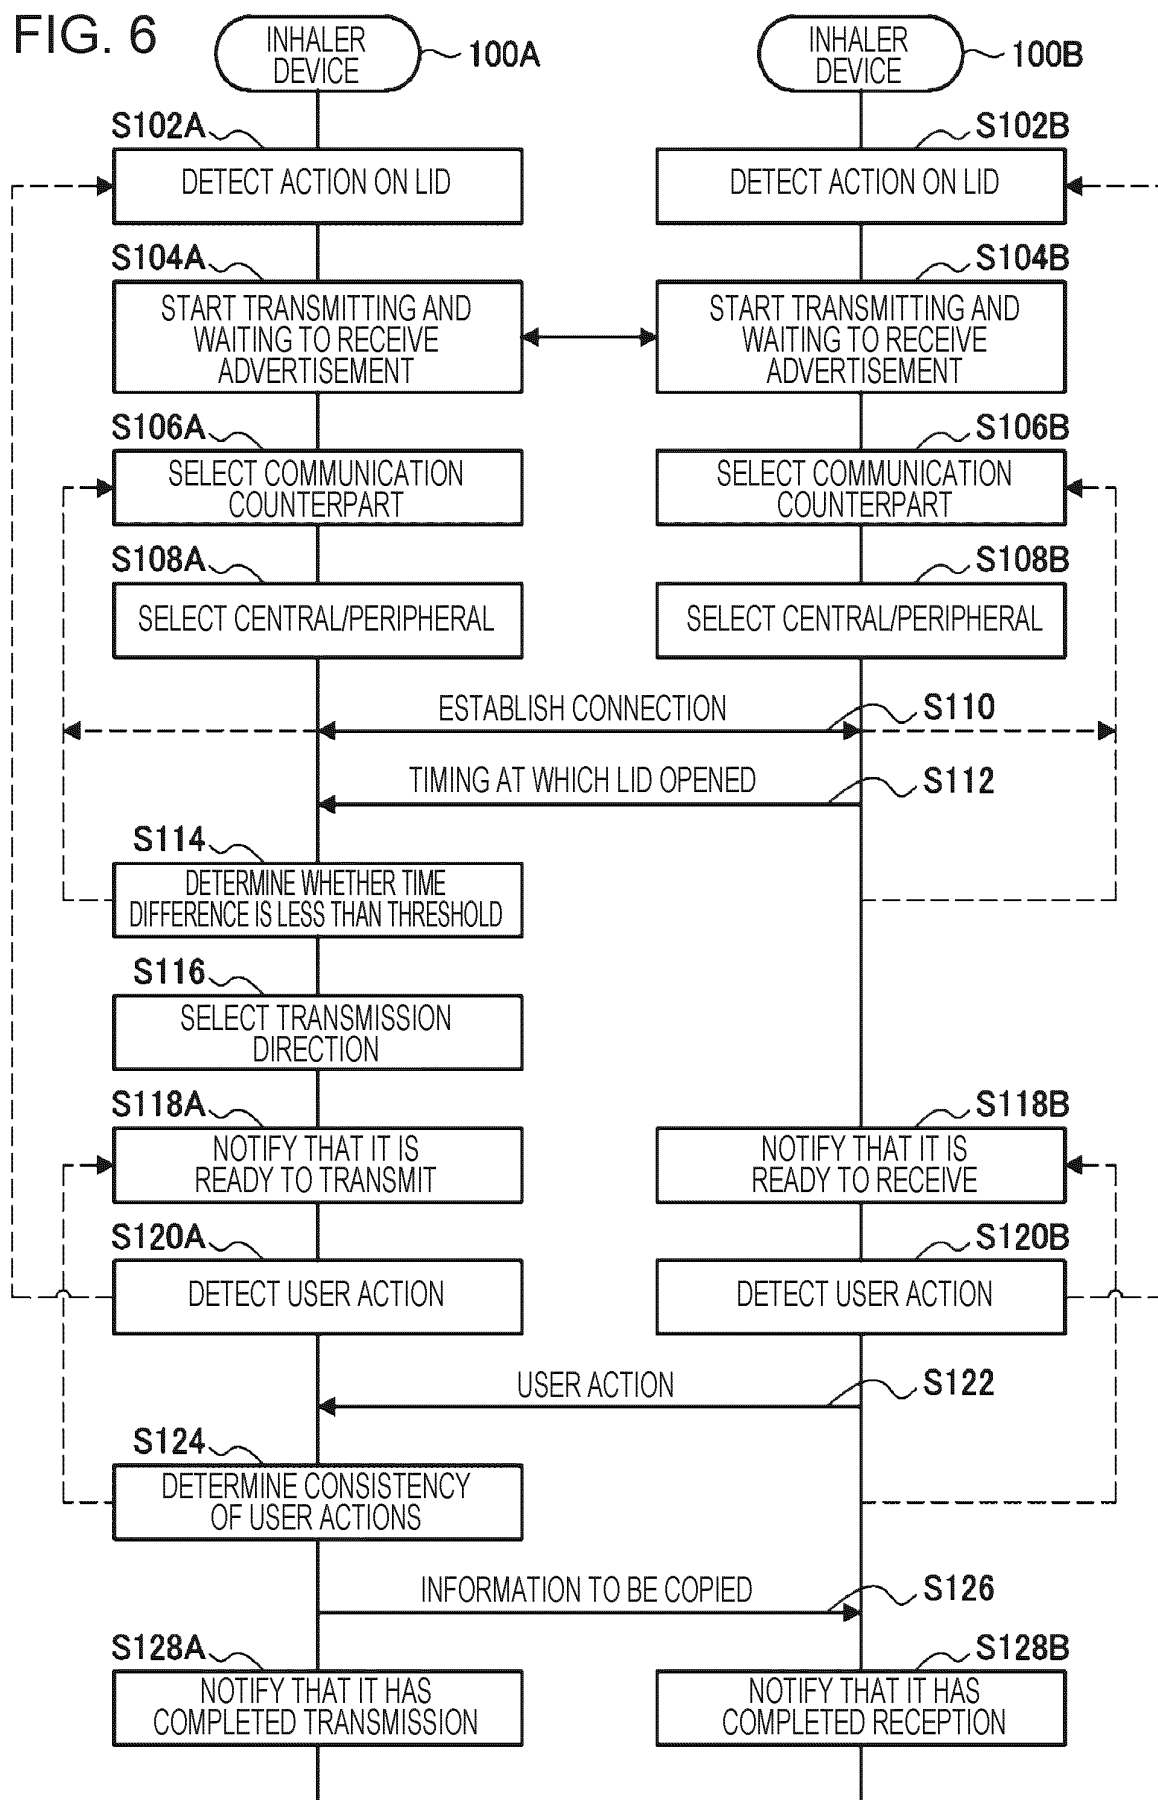 FIG. 6
INHALER
DEVICE
100A
INHALER
DEVICE
100B
S102A
DETECT ACTION ON LID
S102B
DETECT ACTION ON LID
S104A
START TRANSMITTING AND
WAITING TO RECEIVE
ADVERTISEMENT
S104B
START TRANSMITTING AND
WAITING TO RECEIVE
ADVERTISEMENT
S106A
SELECT COMMUNICATION
COUNTERPART
S106B
SELECT COMMUNICATION
COUNTERPART
S108A
SELECT CENTRAL/PERIPHERAL
S108B
SELECT CENTRAL/PERIPHERAL
ESTABLISH CONNECTION
S110
TIMING AT WHICH LID OPENED
S112
S114
DETERMINE WHETHER TIME
DIFFERENCE IS LESS THAN THRESHOLD
S116
SELECT TRANSMISSION
DIRECTION
S118A
NOTIFY THAT IT IS
READY TO TRANSMIT
S118B
NOTIFY THAT IT IS
READY TO RECEIVE
S120A
DETECT USER ACTION
S120B
DETECT USER ACTION
USER ACTION
S122
S124
DETERMINE CONSISTENCY
OF USER ACTIONS
INFORMATION TO BE COPIED
S126
S128A
NOTIFY THAT IT HAS
COMPLETED TRANSMISSION
S128B
NOTIFY THAT IT HAS
COMPLETED RECEPTION